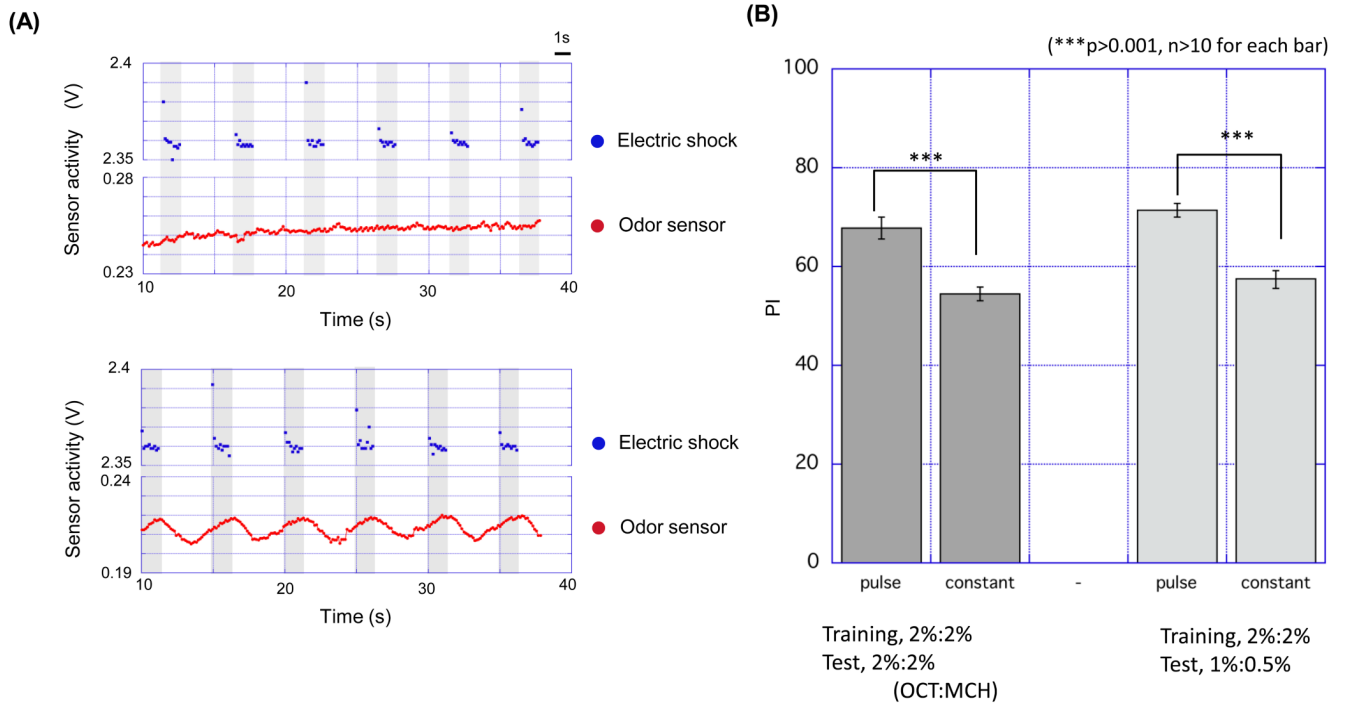 (A)
1s
2.4
2.35
0.28
0.23
Sensor activity (V)
10 20 30 40
Time (s)
Electric shock
Odor sensor
2.4
2.35
0.24
0.19
Sensor activity (V)
10 20 30 40
Time (s)
Electric shock
Odor sensor
(B)
(***p>0.001, n>10 for each bar)
100
80
60
40
20
0
PI
***
***
pulse constant - pulse constant
Training, 2%:2%
Test, 2%:2%
(OCT:MCH)
Training, 2%:2%
Test, 1%:0.5%